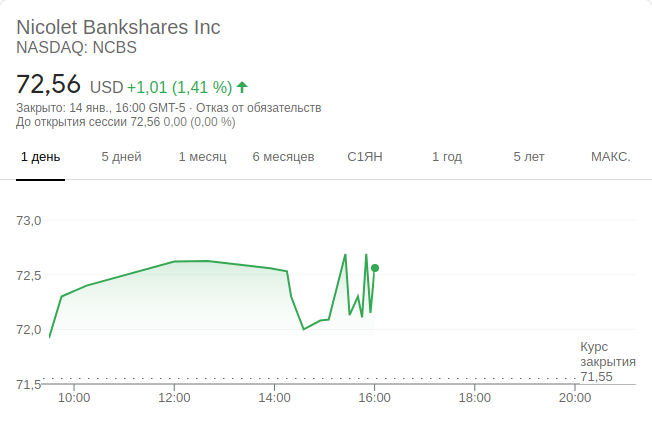 Nicolet Bankshares Inc
NASDAQ: NCBS
72,56 USD +1,01 (1,41 %)
Закрыто: 14 янв., 16:00 GMT-5 · Отказ от обязательств
До открытия сессии 72,56 0,00 (0,00 %)
1 день 5 дней 1 месяц 6 месяцев С1ЯН 1 год 5 лет МАКС.
73,0
72,5
72,0
Курс
закрытия
71,55
71,5
10:00 12:00 14:00 16:00 18:00 20:00